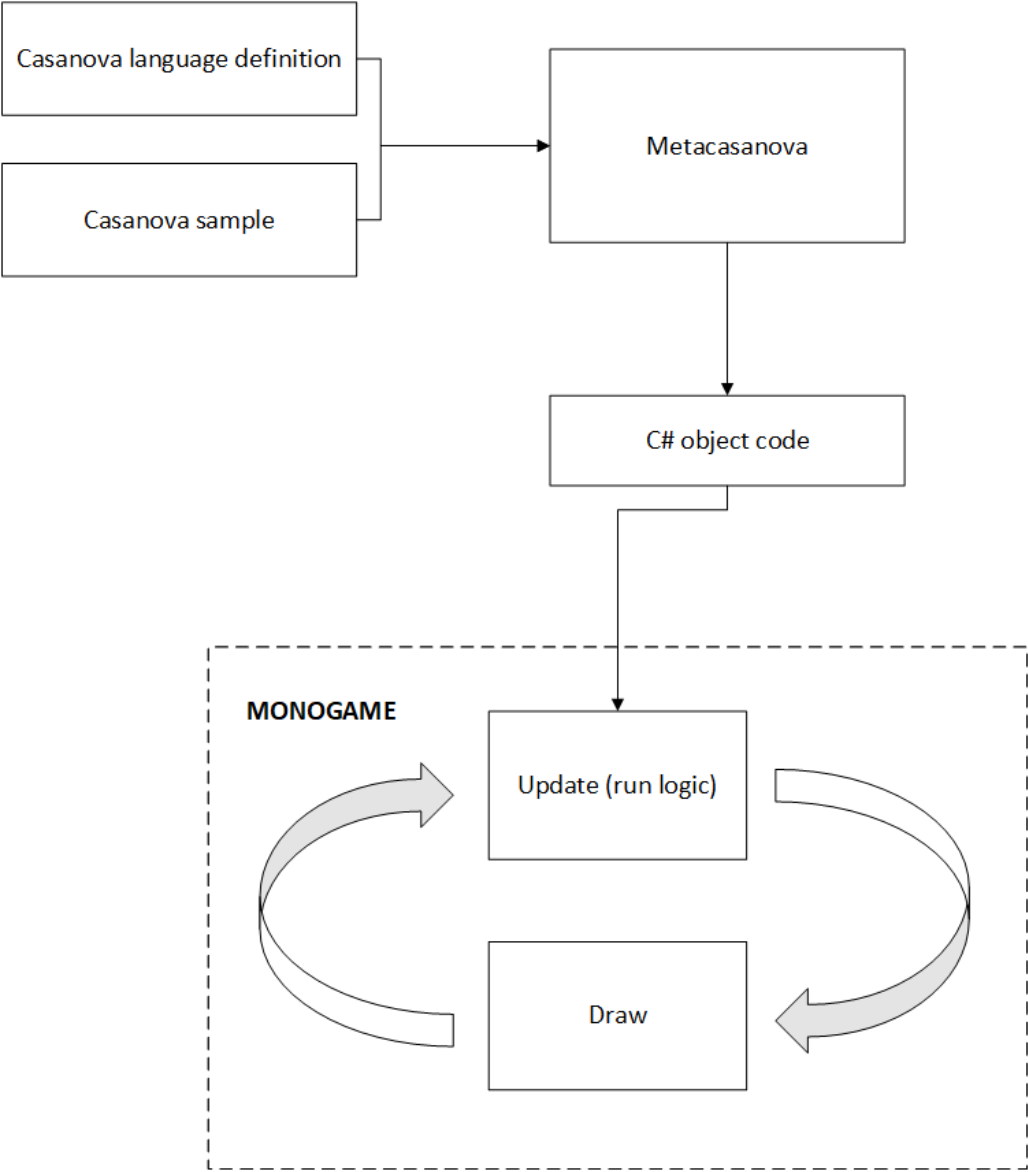 Casanova language definition
Metacasanova
Casanova sample
C# object code
MONOGAME
Update (run logic)
Draw